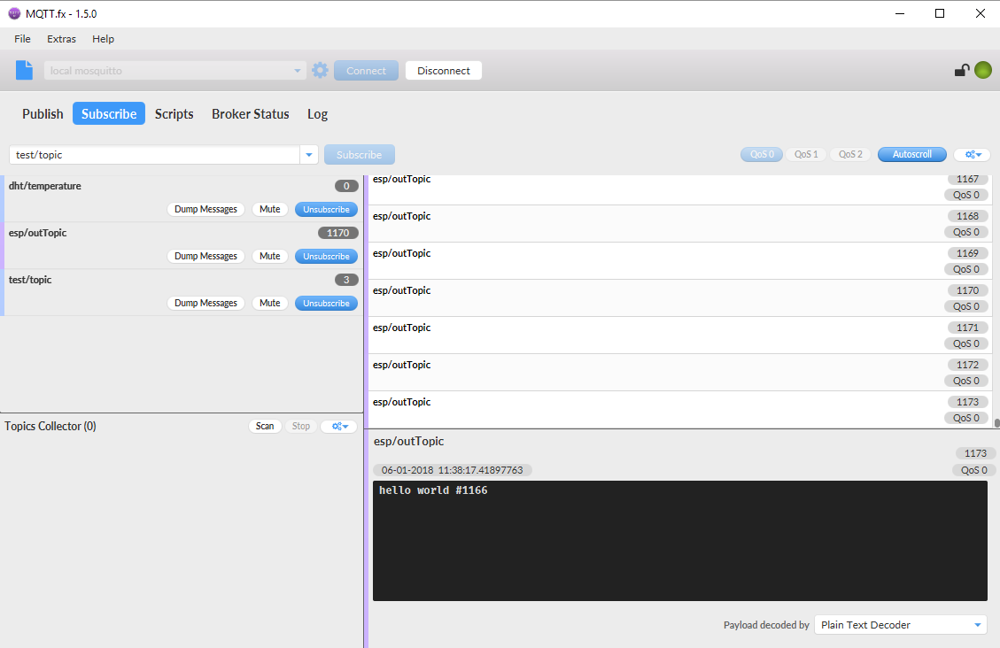 MQTT.fx - 1.5.0
File Extras Help
local mosquitto Connect Disconnect
Publish Subscribe Scripts Broker Status Log
test/topic Subscribe QoS 0 QoS 1 QoS 2 Autoscroll
dht/temperature 0
Dump Messages Mute Unsubscribe
esp/outTopic 1170
Dump Messages Mute Unsubscribe
test/topic 3
Dump Messages Mute Unsubscribe
Topics Collector (0) Scan Stop
esp/outTopic 1167
QoS 0
esp/outTopic 1168
QoS 0
esp/outTopic 1169
QoS 0
esp/outTopic 1170
QoS 0
esp/outTopic 1171
QoS 0
esp/outTopic 1172
QoS 0
esp/outTopic 1173
QoS 0
esp/outTopic
1173
06-01-2018 11:38:17.41897763 QoS 0
hello world #1166
Payload decoded by Plain Text Decoder